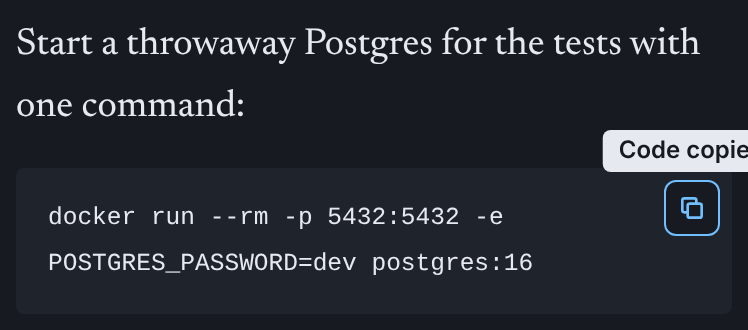 Start a throwaway Postgres for the tests with
one command:
Code copie
docker run --rm -p 5432:5432 -e
POSTGRES_PASSWORD=dev postgres:16